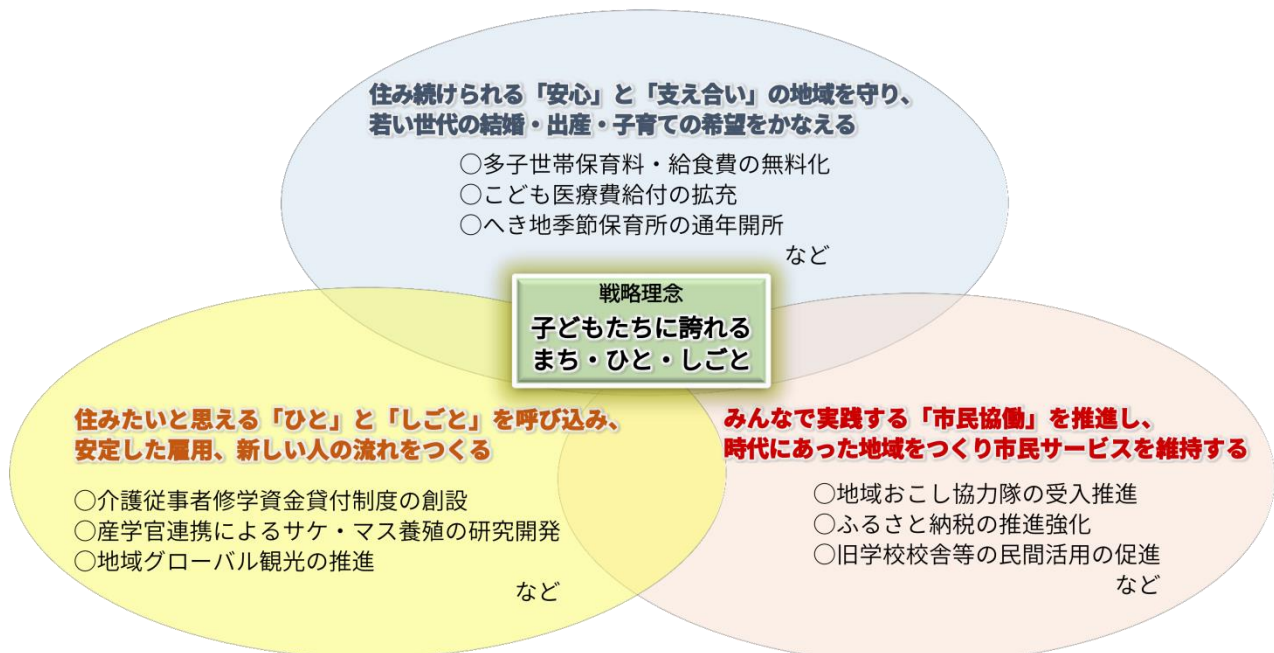 住み続けられる「安心」と「支え合い」の地域を守り、
若い世代の結婚・出産・子育ての希望をかなえる
○多子世帯保育料・給食費の無料化
○こども医療費給付の拡充
○へき地季節保育所の通年開所
など
戦略理念
子どもたちに誇れる
まち・ひと・しごと
住みたいと思える「ひと」と「しごと」を呼び込み、
安定した雇用、新しい人の流れをつくる
○介護従事者修学資金貸付制度の創設
○産学官連携によるサケ・マス養殖の研究開発
○地域グローバル観光の推進
など
みんなで実践する「市民協働」を推進し、
時代にあった地域をつくり市民サービスを維持する
○地域おこし協力隊の受入推進
○ふるさと納税の推進強化
○旧学校校舎等の民間活用の促進
など